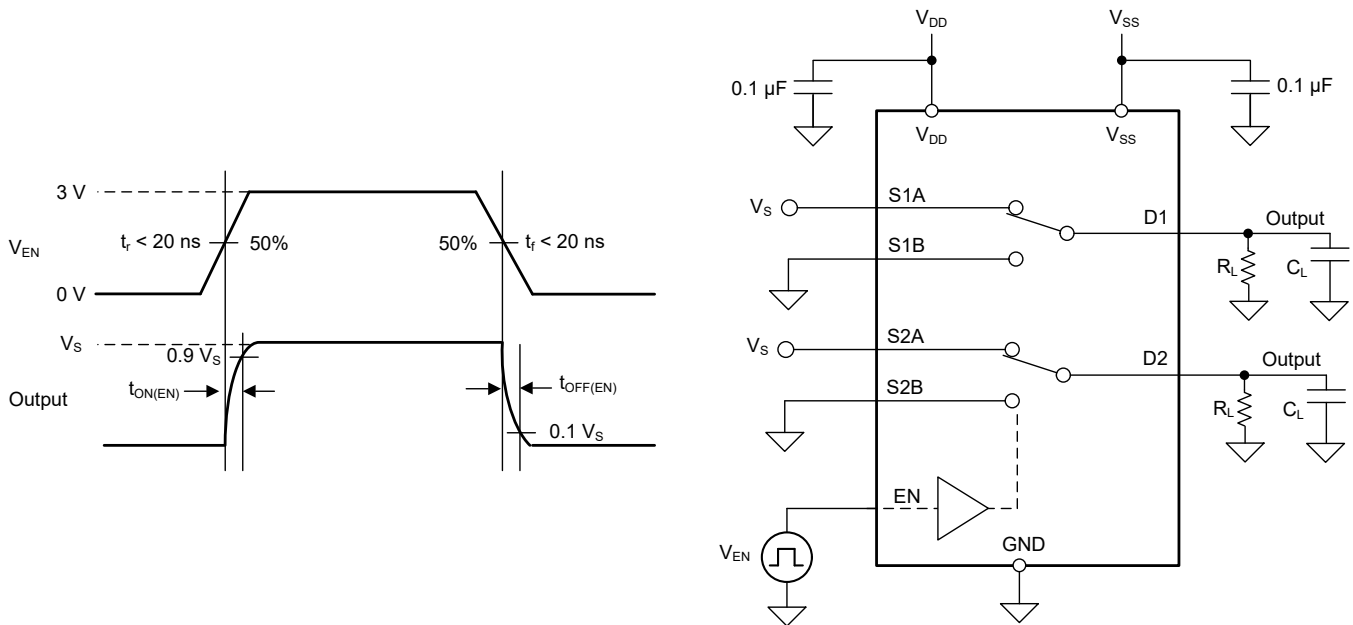 3 V
V_EN
t_r < 20 ns
50%
50%
t_f < 20 ns
0 V
V_S
0.9 V_S
t_ON(EN)
t_OFF(EN)
Output
0.1 V_S
V_DD
V_SS
0.1 µF
0.1 µF
V_DD
V_SS
V_S
S1A
D1
Output
S1B
R_L
C_L
V_S
S2A
D2
Output
S2B
R_L
C_L
EN
V_EN
GND